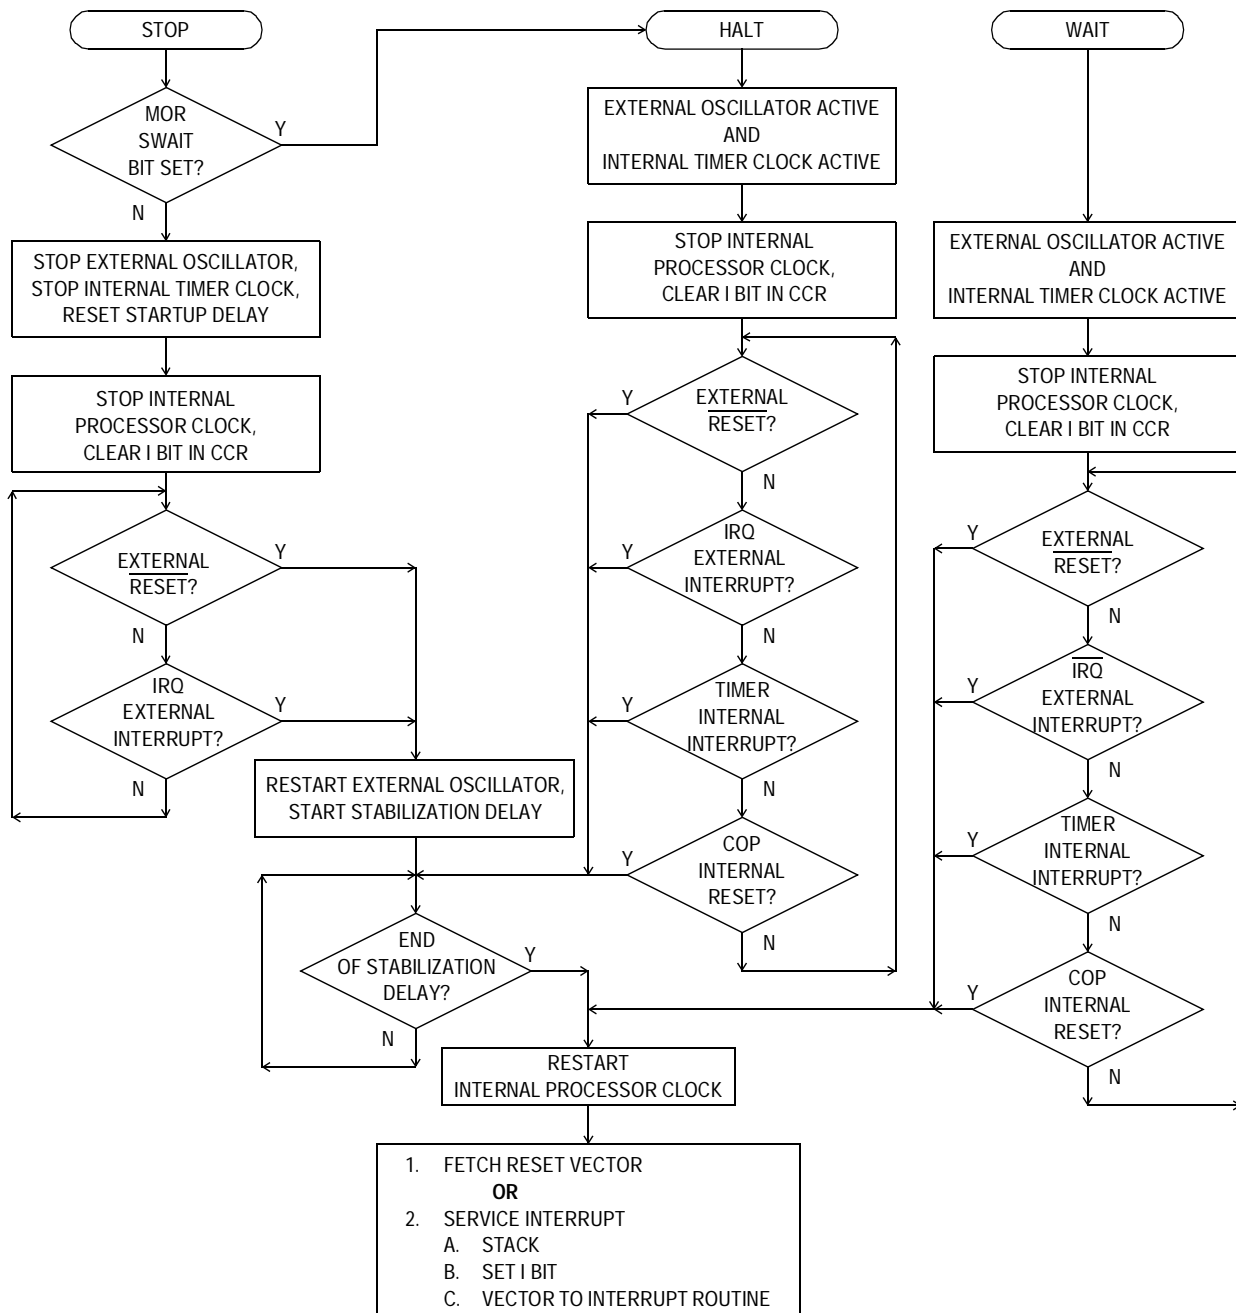 STOP
HALT
WAIT
MOR
SWAIT
BIT SET?
Y
N
STOP EXTERNAL OSCILLATOR,
STOP INTERNAL TIMER CLOCK,
RESET STARTUP DELAY
STOP INTERNAL
PROCESSOR CLOCK,
CLEAR I BIT IN CCR
EXTERNAL
RESET?
Y
N
IRQ
EXTERNAL
INTERRUPT?
Y
N
RESTART EXTERNAL OSCILLATOR,
START STABILIZATION DELAY
END
OF STABILIZATION
DELAY?
Y
N
EXTERNAL OSCILLATOR ACTIVE
AND
INTERNAL TIMER CLOCK ACTIVE
STOP INTERNAL
PROCESSOR CLOCK,
CLEAR I BIT IN CCR
EXTERNAL
RESET?
Y
N
IRQ
EXTERNAL
INTERRUPT?
Y
N
TIMER
INTERNAL
INTERRUPT?
Y
N
COP
INTERNAL
RESET?
Y
N
EXTERNAL OSCILLATOR ACTIVE
AND
INTERNAL TIMER CLOCK ACTIVE
STOP INTERNAL
PROCESSOR CLOCK,
CLEAR I BIT IN CCR
EXTERNAL
RESET?
Y
N
IRQ
EXTERNAL
INTERRUPT?
Y
N
TIMER
INTERNAL
INTERRUPT?
Y
N
COP
INTERNAL
RESET?
Y
N
RESTART
INTERNAL PROCESSOR CLOCK
1. FETCH RESET VECTOR
OR
2. SERVICE INTERRUPT
A. STACK
B. SET I BIT
C. VECTOR TO INTERRUPT ROUTINE